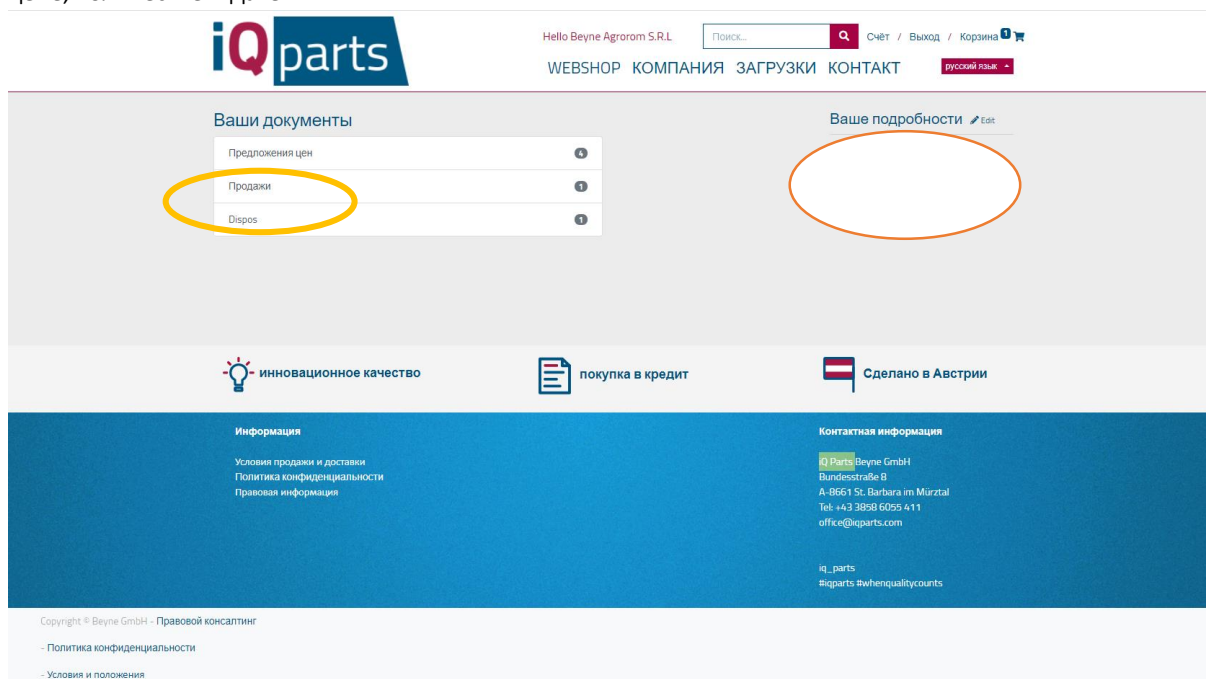 iQ parts
Hello Beyne Agrorom S.R.L
Поиск...
Счёт / Выход / Корзина 1
WEBSHOP КОМПАНИЯ ЗАГРУЗКИ КОНТАКТ
русский язык
Ваши документы
Предложения цен 4
Продажи 1
Dispos 1
Ваше подробности Edit
инновационное качество
покупка в кредит
Сделано в Австрии
Информация
Условия продажи и доставки
Политика конфиденциальности
Правовая информация
Контактная информация
iQ Parts Beyne GmbH
Bundesstraße 8
A-8661 St. Barbara im Mürztal
Tel: +43 3858 6055 411
office@iqparts.com
iq_parts
#iqparts #whenqualitycounts
Copyright © Beyne GmbH - Правовой консалтинг
- Политика конфиденциальности
- Условия и положения